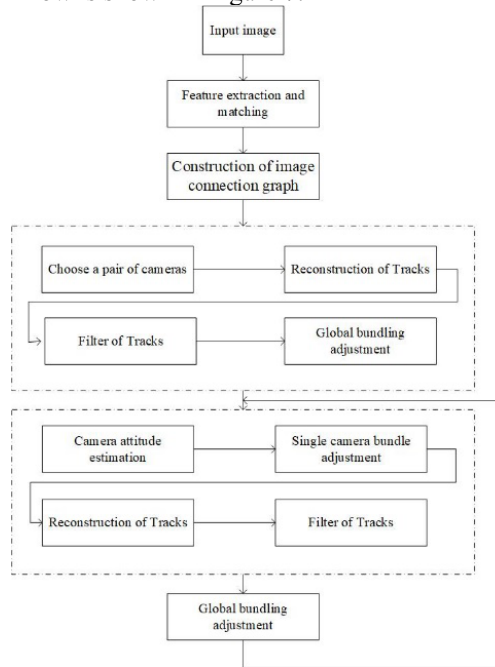 Input image
Feature extraction and
matching
Construction of image
connection graph
Choose a pair of cameras
Reconstruction of Tracks
Filter of Tracks
Global bundling
adjustment
Camera attitude
estimation
Single camera bundle
adjustment
Reconstruction of Tracks
Filter of Tracks
Global bundling
adjustment